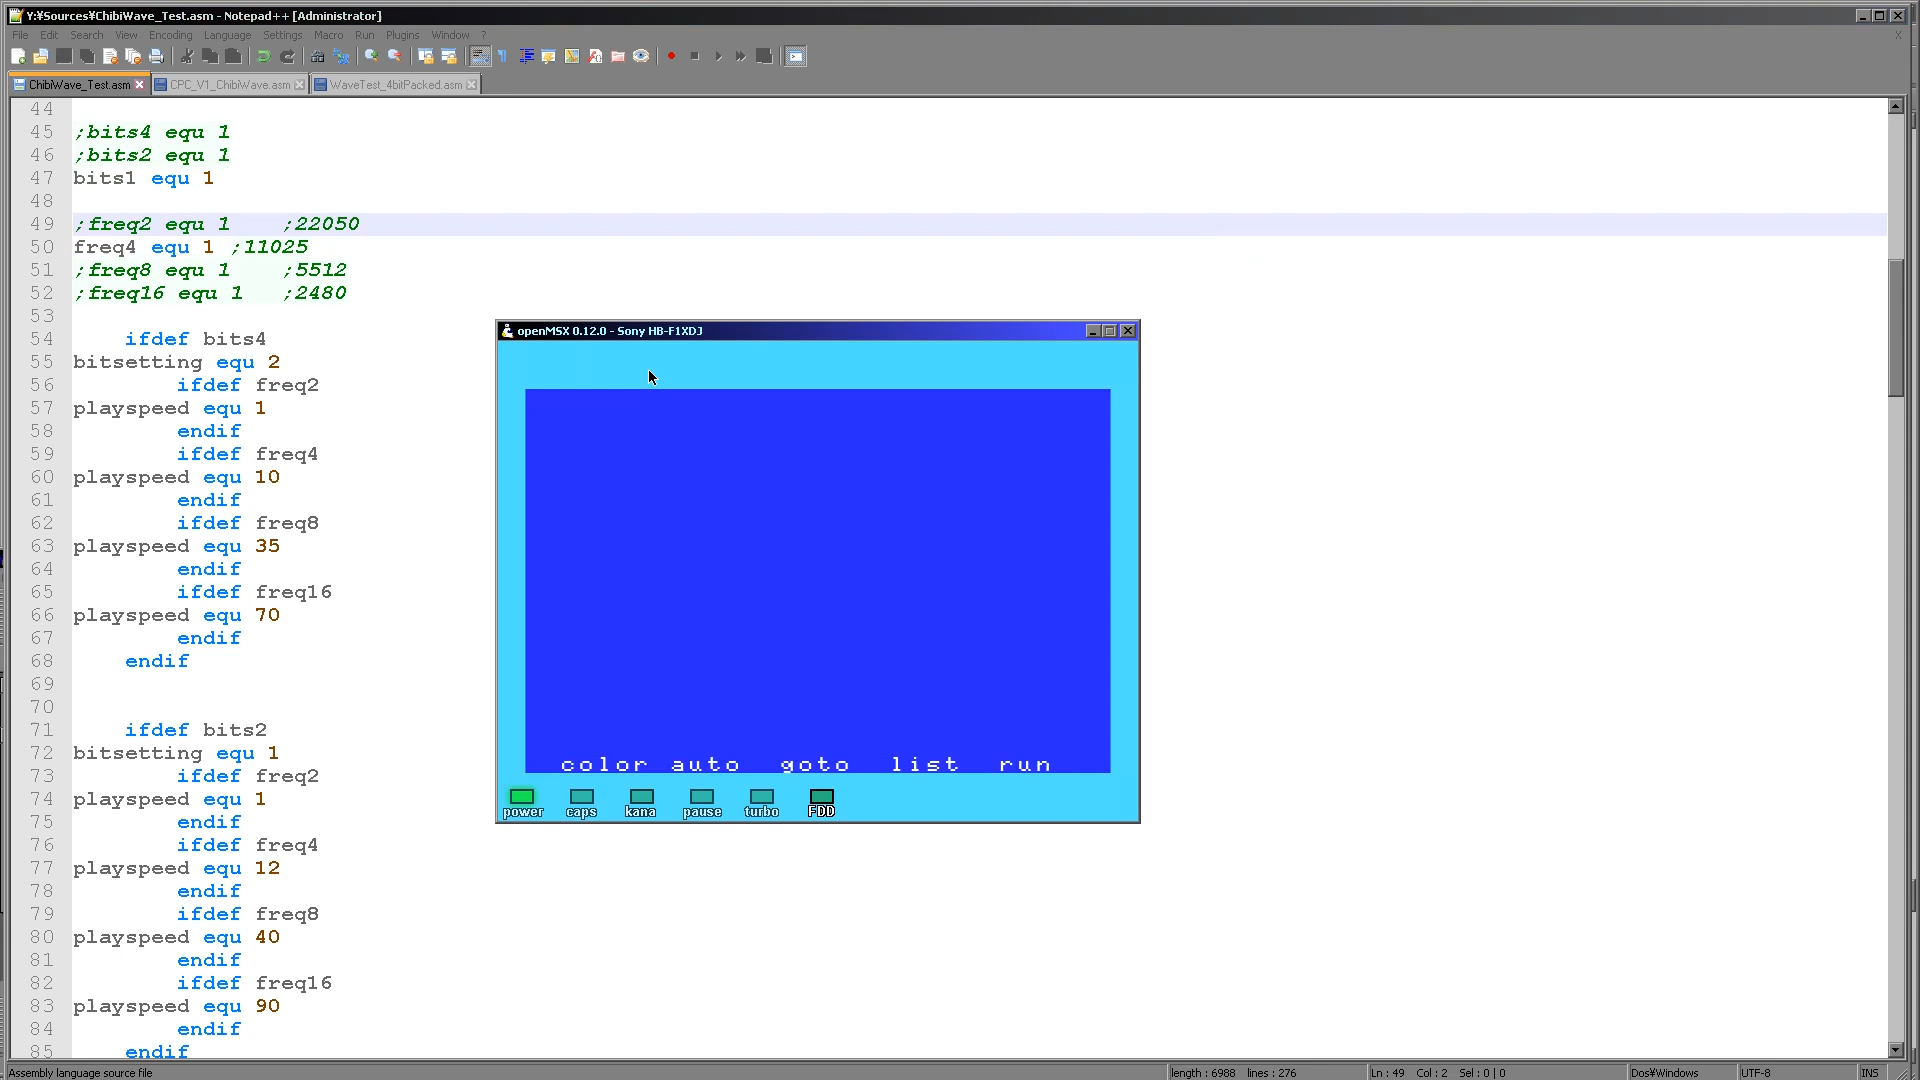 Y:¥Sources¥ChibiWave_Test.asm - Notepad++ [Administrator]
File Edit Search View Encoding Language Settings Macro Run Plugins Window ?
X
ChibiWave_Test.asm CPC_V1_ChibiWave.asm WaveTest_4bitPacked.asm
44
45 ;bits4 equ 1
46 ;bits2 equ 1
47 bits1 equ 1
48
49 ;freq2 equ 1 ;22050
50 freq4 equ 1 ;11025
51 ;freq8 equ 1 ;5512
52 ;freq16 equ 1 ;2480
53
54 ifdef bits4
55 bitsetting equ 2
56 ifdef freq2
57 playspeed equ 1
58 endif
59 ifdef freq4
60 playspeed equ 10
61 endif
62 ifdef freq8
63 playspeed equ 35
64 endif
65 ifdef freq16
66 playspeed equ 70
67 endif
68 endif
69
70
71 ifdef bits2
72 bitsetting equ 1
73 ifdef freq2
74 playspeed equ 1
75 endif
76 ifdef freq4
77 playspeed equ 12
78 endif
79 ifdef freq8
80 playspeed equ 40
81 endif
82 ifdef freq16
83 playspeed equ 90
84 endif
85 endif
openMSX 0.12.0 - Sony HB-F1XDJ
color auto goto list run
power caps kana pause turbo FDD
Assembly language source file length : 6988 lines : 276 Ln : 49 Col : 2 Sel : 0 | 0 Dos¥Windows UTF-8 INS